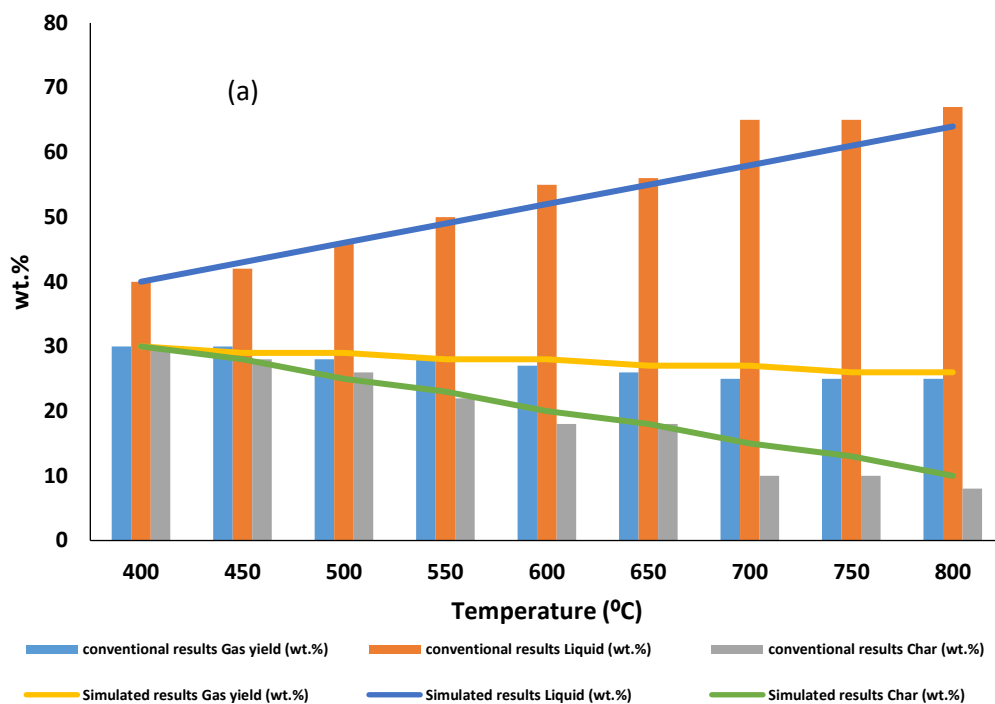 80
70
(a)
60
50
40
30
20
10
0
wt.%
400 450 500 550 600 650 700 750 800
Temperature (⁰C)
conventional results Gas yield (wt.%) conventional results Liquid (wt.%) conventional results Char (wt.%)
Simulated results Gas yield (wt.%) Simulated results Liquid (wt.%) Simulated results Char (wt.%)